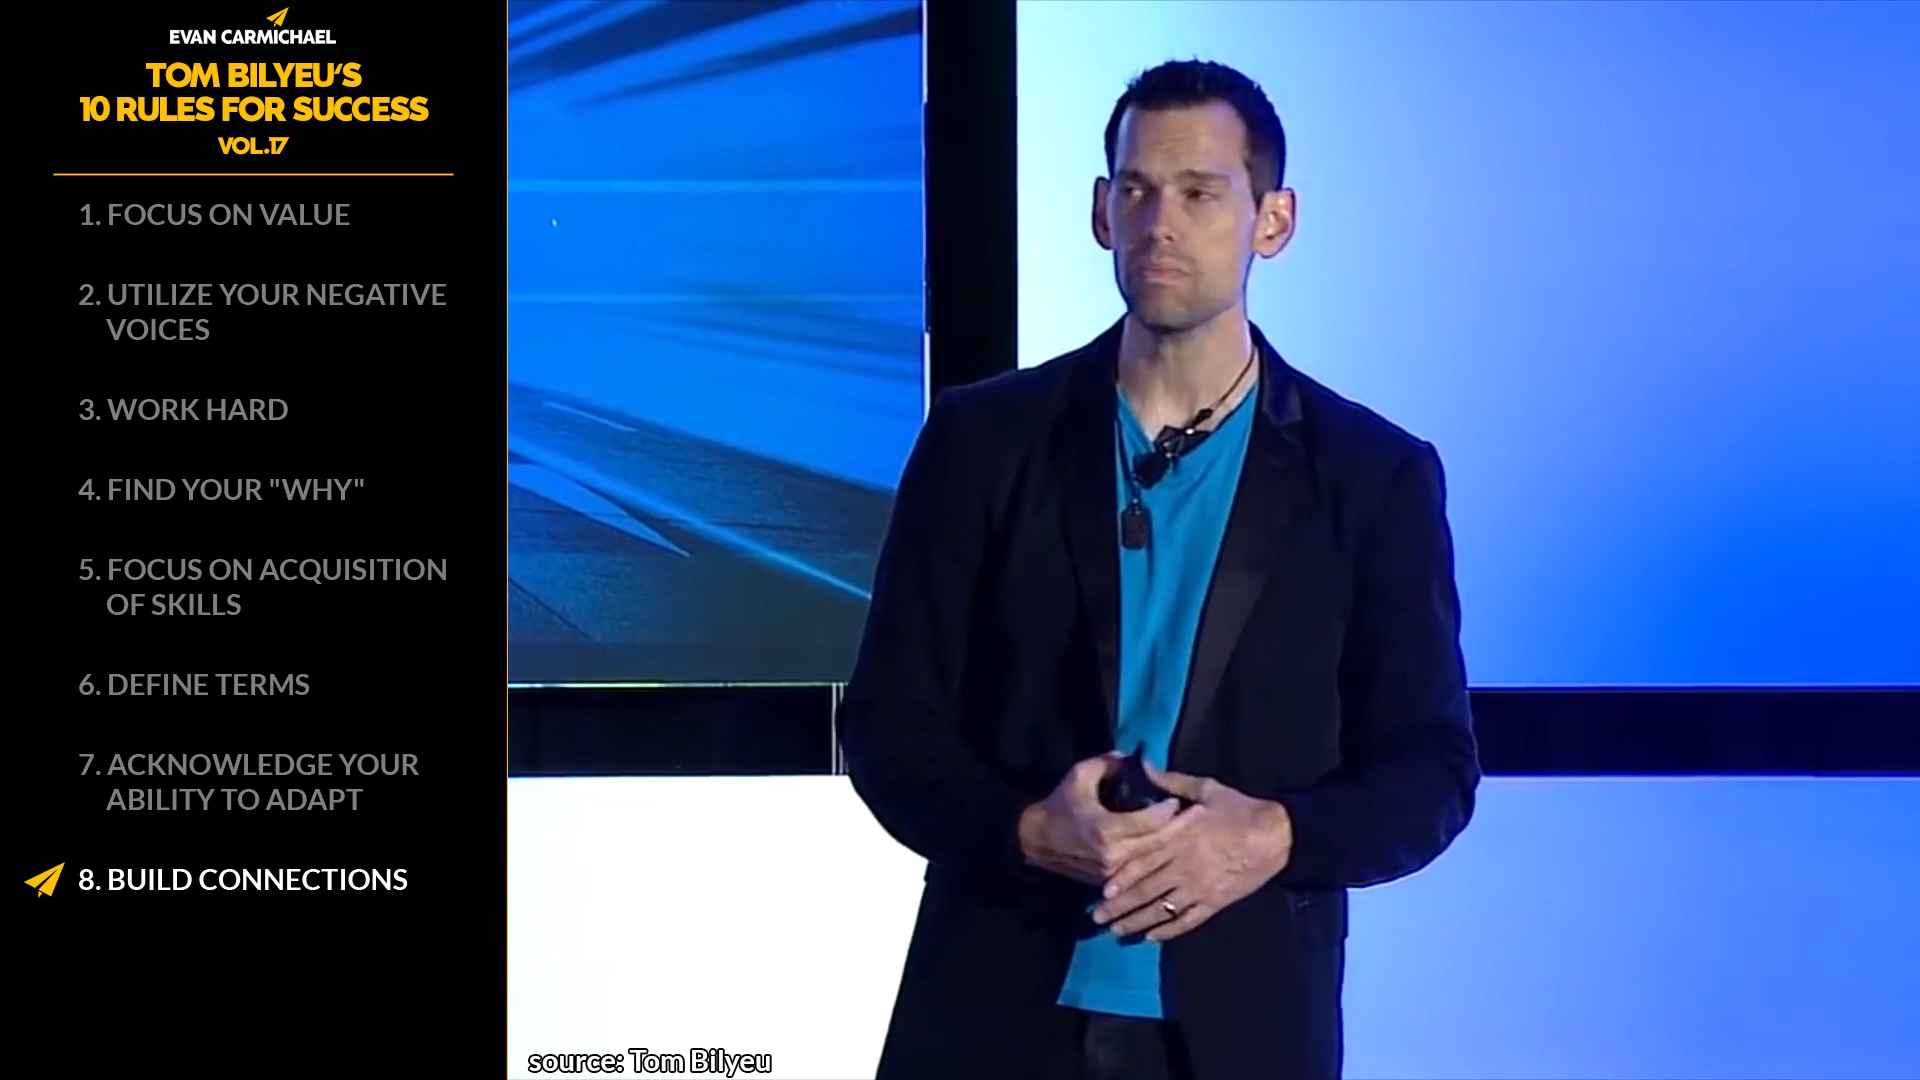 EVAN CARMICHAEL
TOM BILYEU'S
10 RULES FOR SUCCESS
VOL.17
1. FOCUS ON VALUE
2. UTILIZE YOUR NEGATIVE
VOICES
3. WORK HARD
4. FIND YOUR "WHY"
5. FOCUS ON ACQUISITION
OF SKILLS
6. DEFINE TERMS
7. ACKNOWLEDGE YOUR
ABILITY TO ADAPT
8. BUILD CONNECTIONS
source: Tom Bilyeu